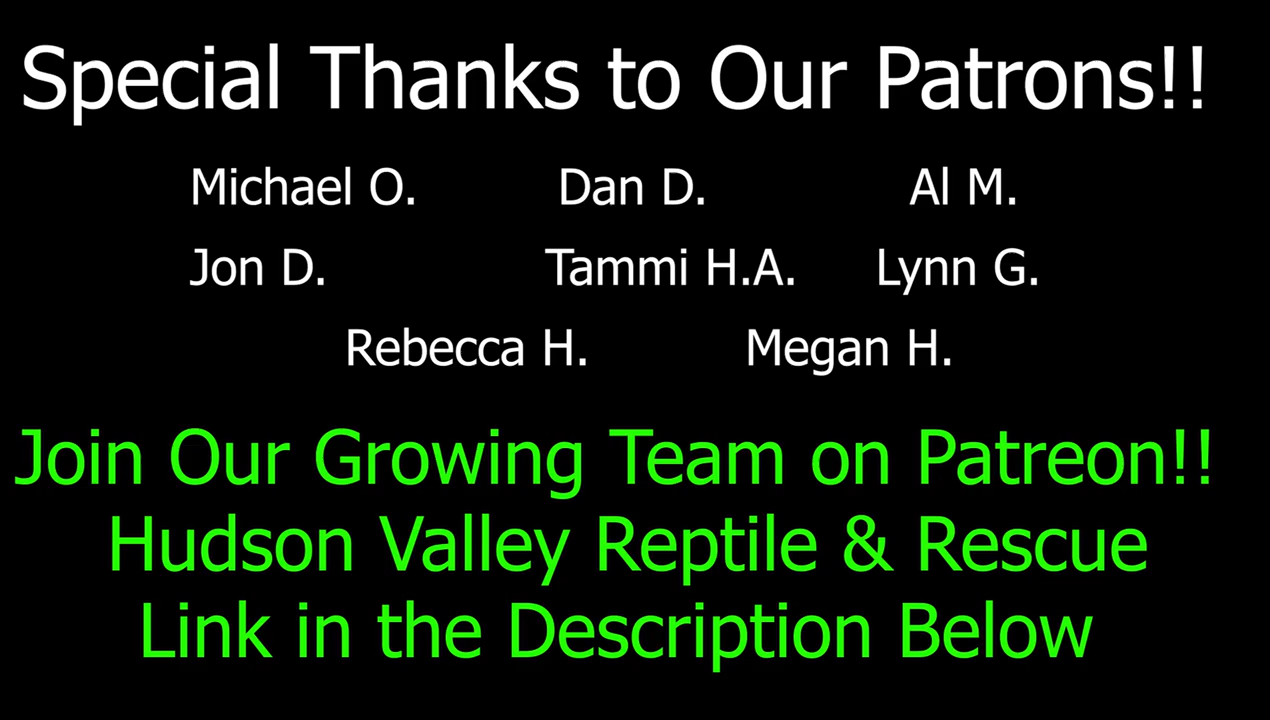 Special Thanks to Our Patrons!!
Michael O. Dan D. Al M.
Jon D. Tammi H.A. Lynn G.
Rebecca H. Megan H.
Join Our Growing Team on Patreon!!
Hudson Valley Reptile & Rescue
Link in the Description Below